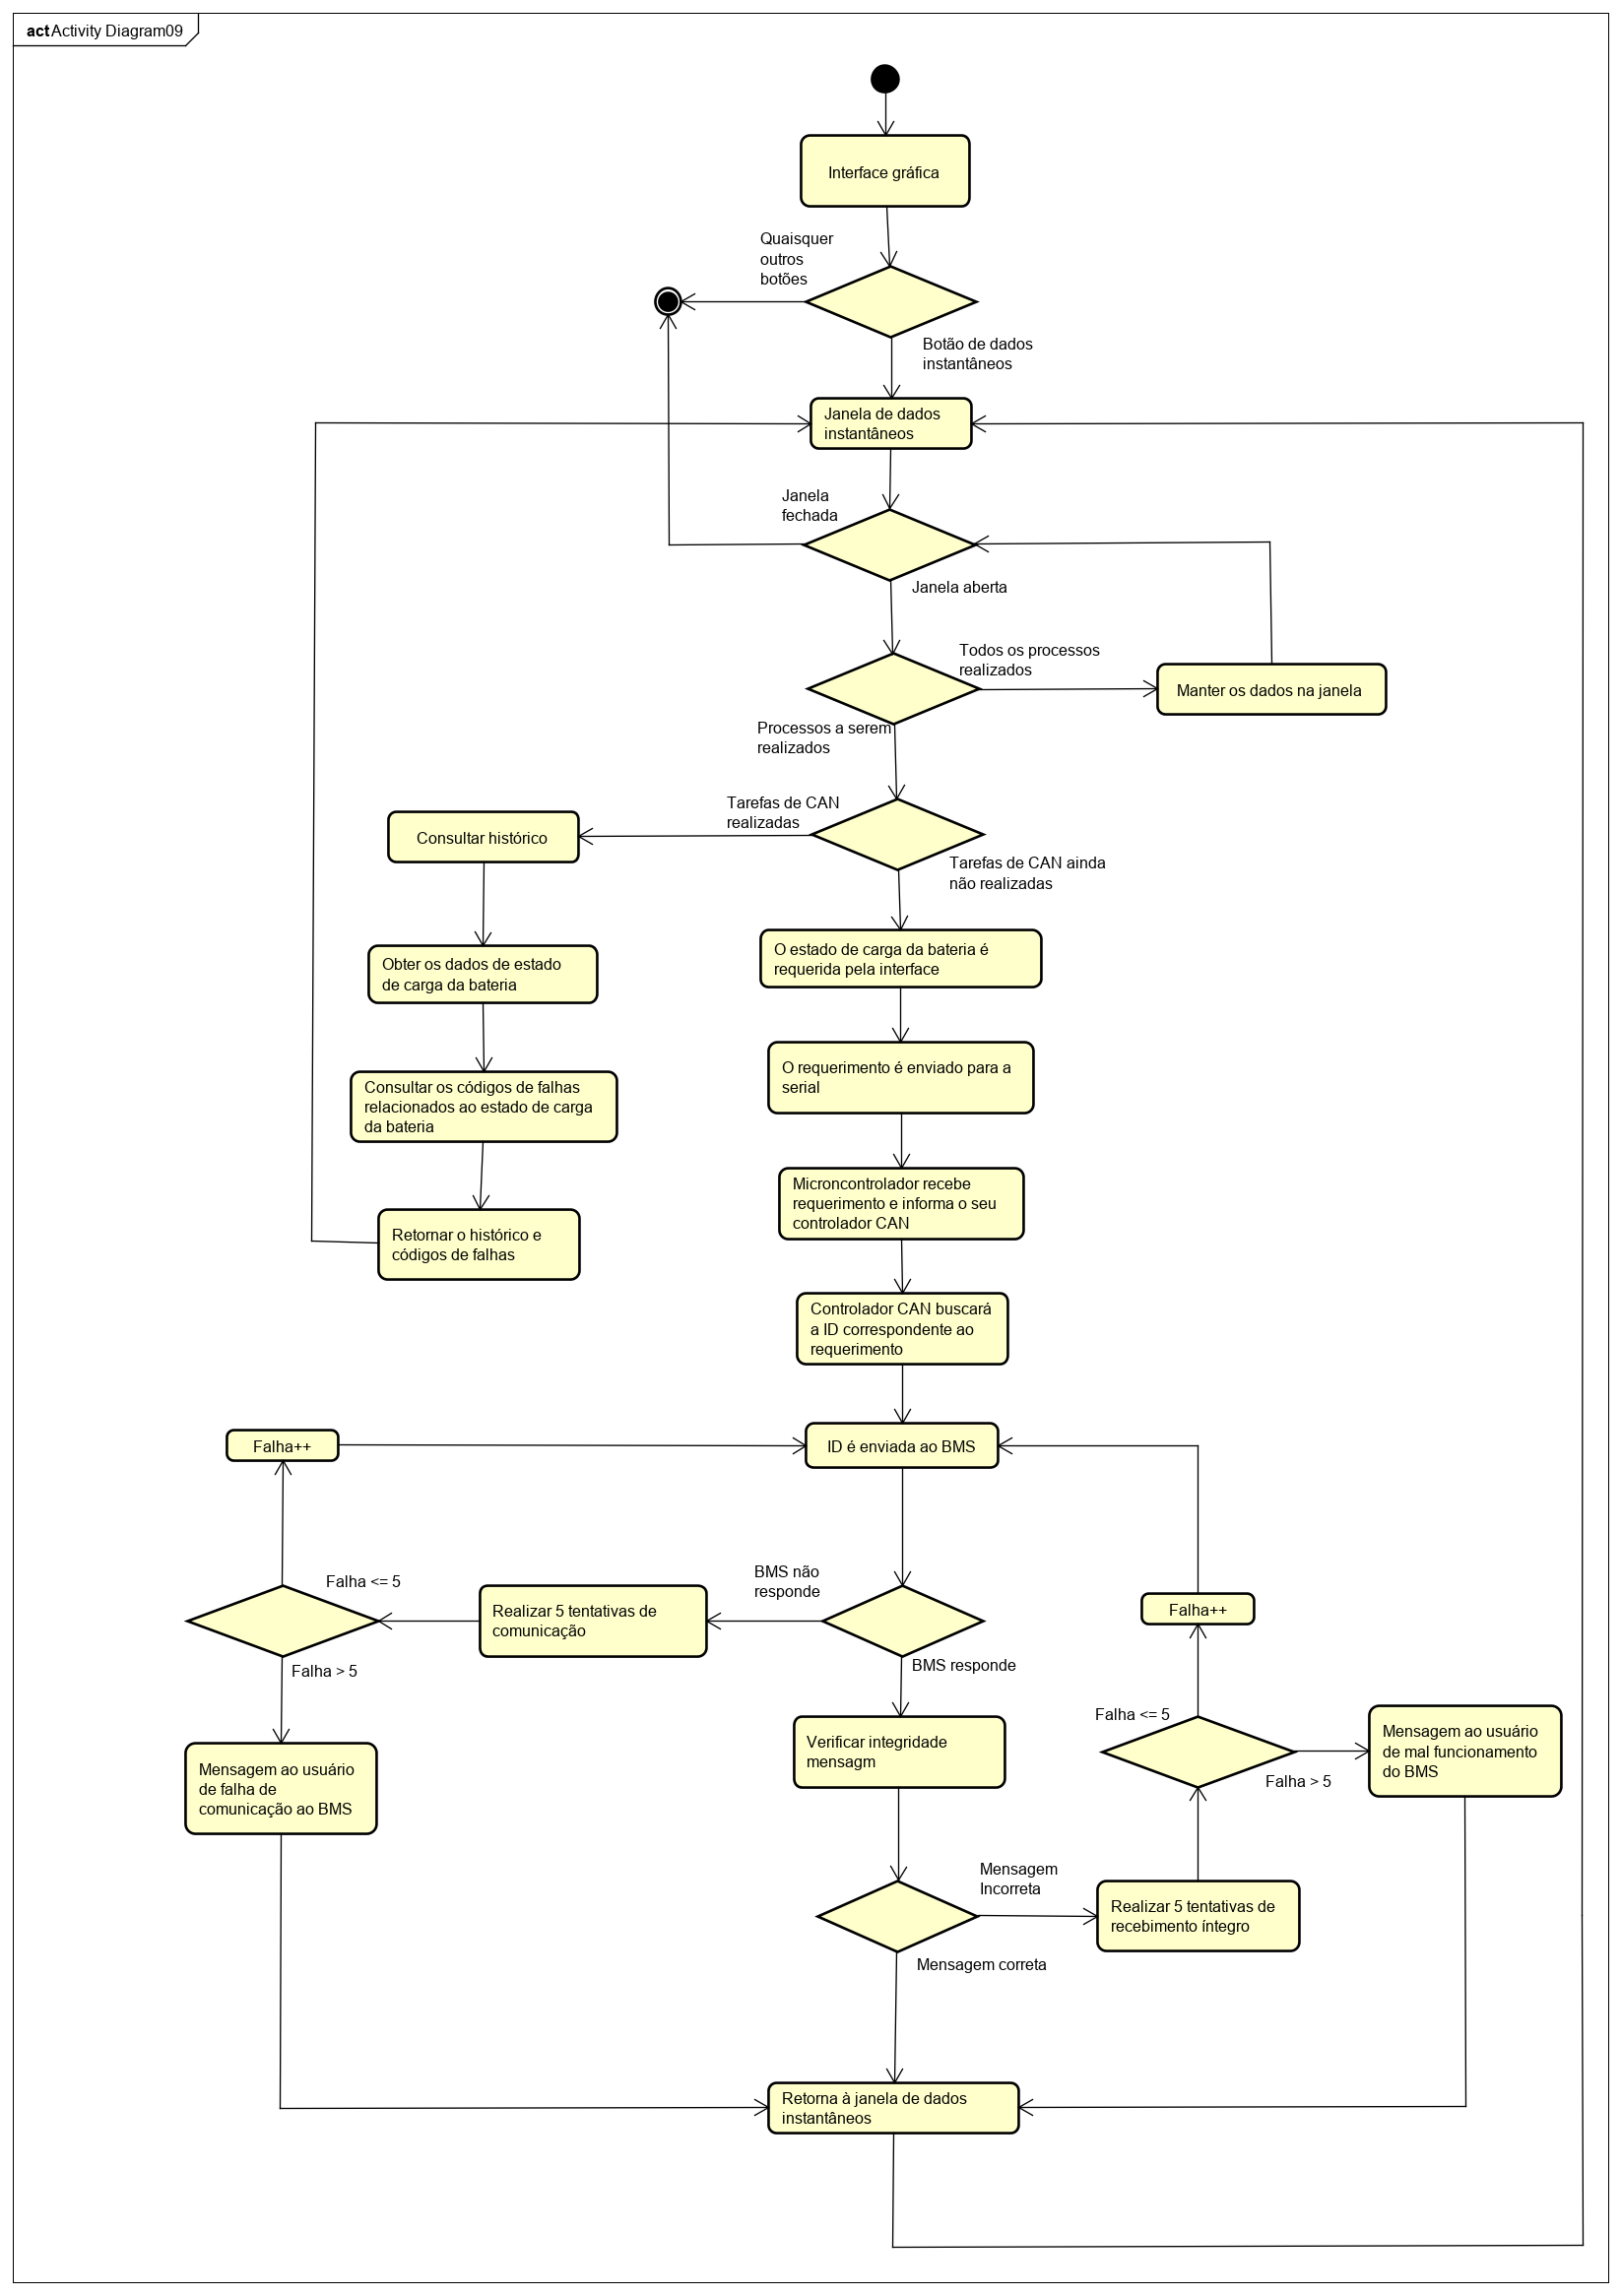 act Activity Diagram09
Interface gráfica
Quaisquer
outros
botões
Botão de dados
instantâneos
Janela de dados
instantâneos
Janela
fechada
Janela aberta
Todos os processos
realizados
Manter os dados na janela
Processos a serem
realizados
Tarefas de CAN
realizadas
Consultar histórico
Tarefas de CAN ainda
não realizadas
Obter os dados de estado
de carga da bateria
O estado de carga da bateria é
requerida pela interface
Consultar os códigos de falhas
relacionados ao estado de carga
da bateria
O requerimento é enviado para a
serial
Microncontrolador recebe
requerimento e informa o seu
controlador CAN
Retornar o histórico e
códigos de falhas
Controlador CAN buscará
a ID correspondente ao
requerimento
Falha++
ID é enviada ao BMS
Falha <= 5
Realizar 5 tentativas de
comunicação
BMS não
responde
Falha++
Falha > 5
BMS responde
Verificar integridade
mensagm
Falha <= 5
Mensagem ao usuário
de mal funcionamento
do BMS
Falha > 5
Mensagem ao usuário
de falha de
comunicação ao BMS
Mensagem
Incorreta
Realizar 5 tentativas de
recebimento íntegro
Mensagem correta
Retorna à janela de dados
instantâneos